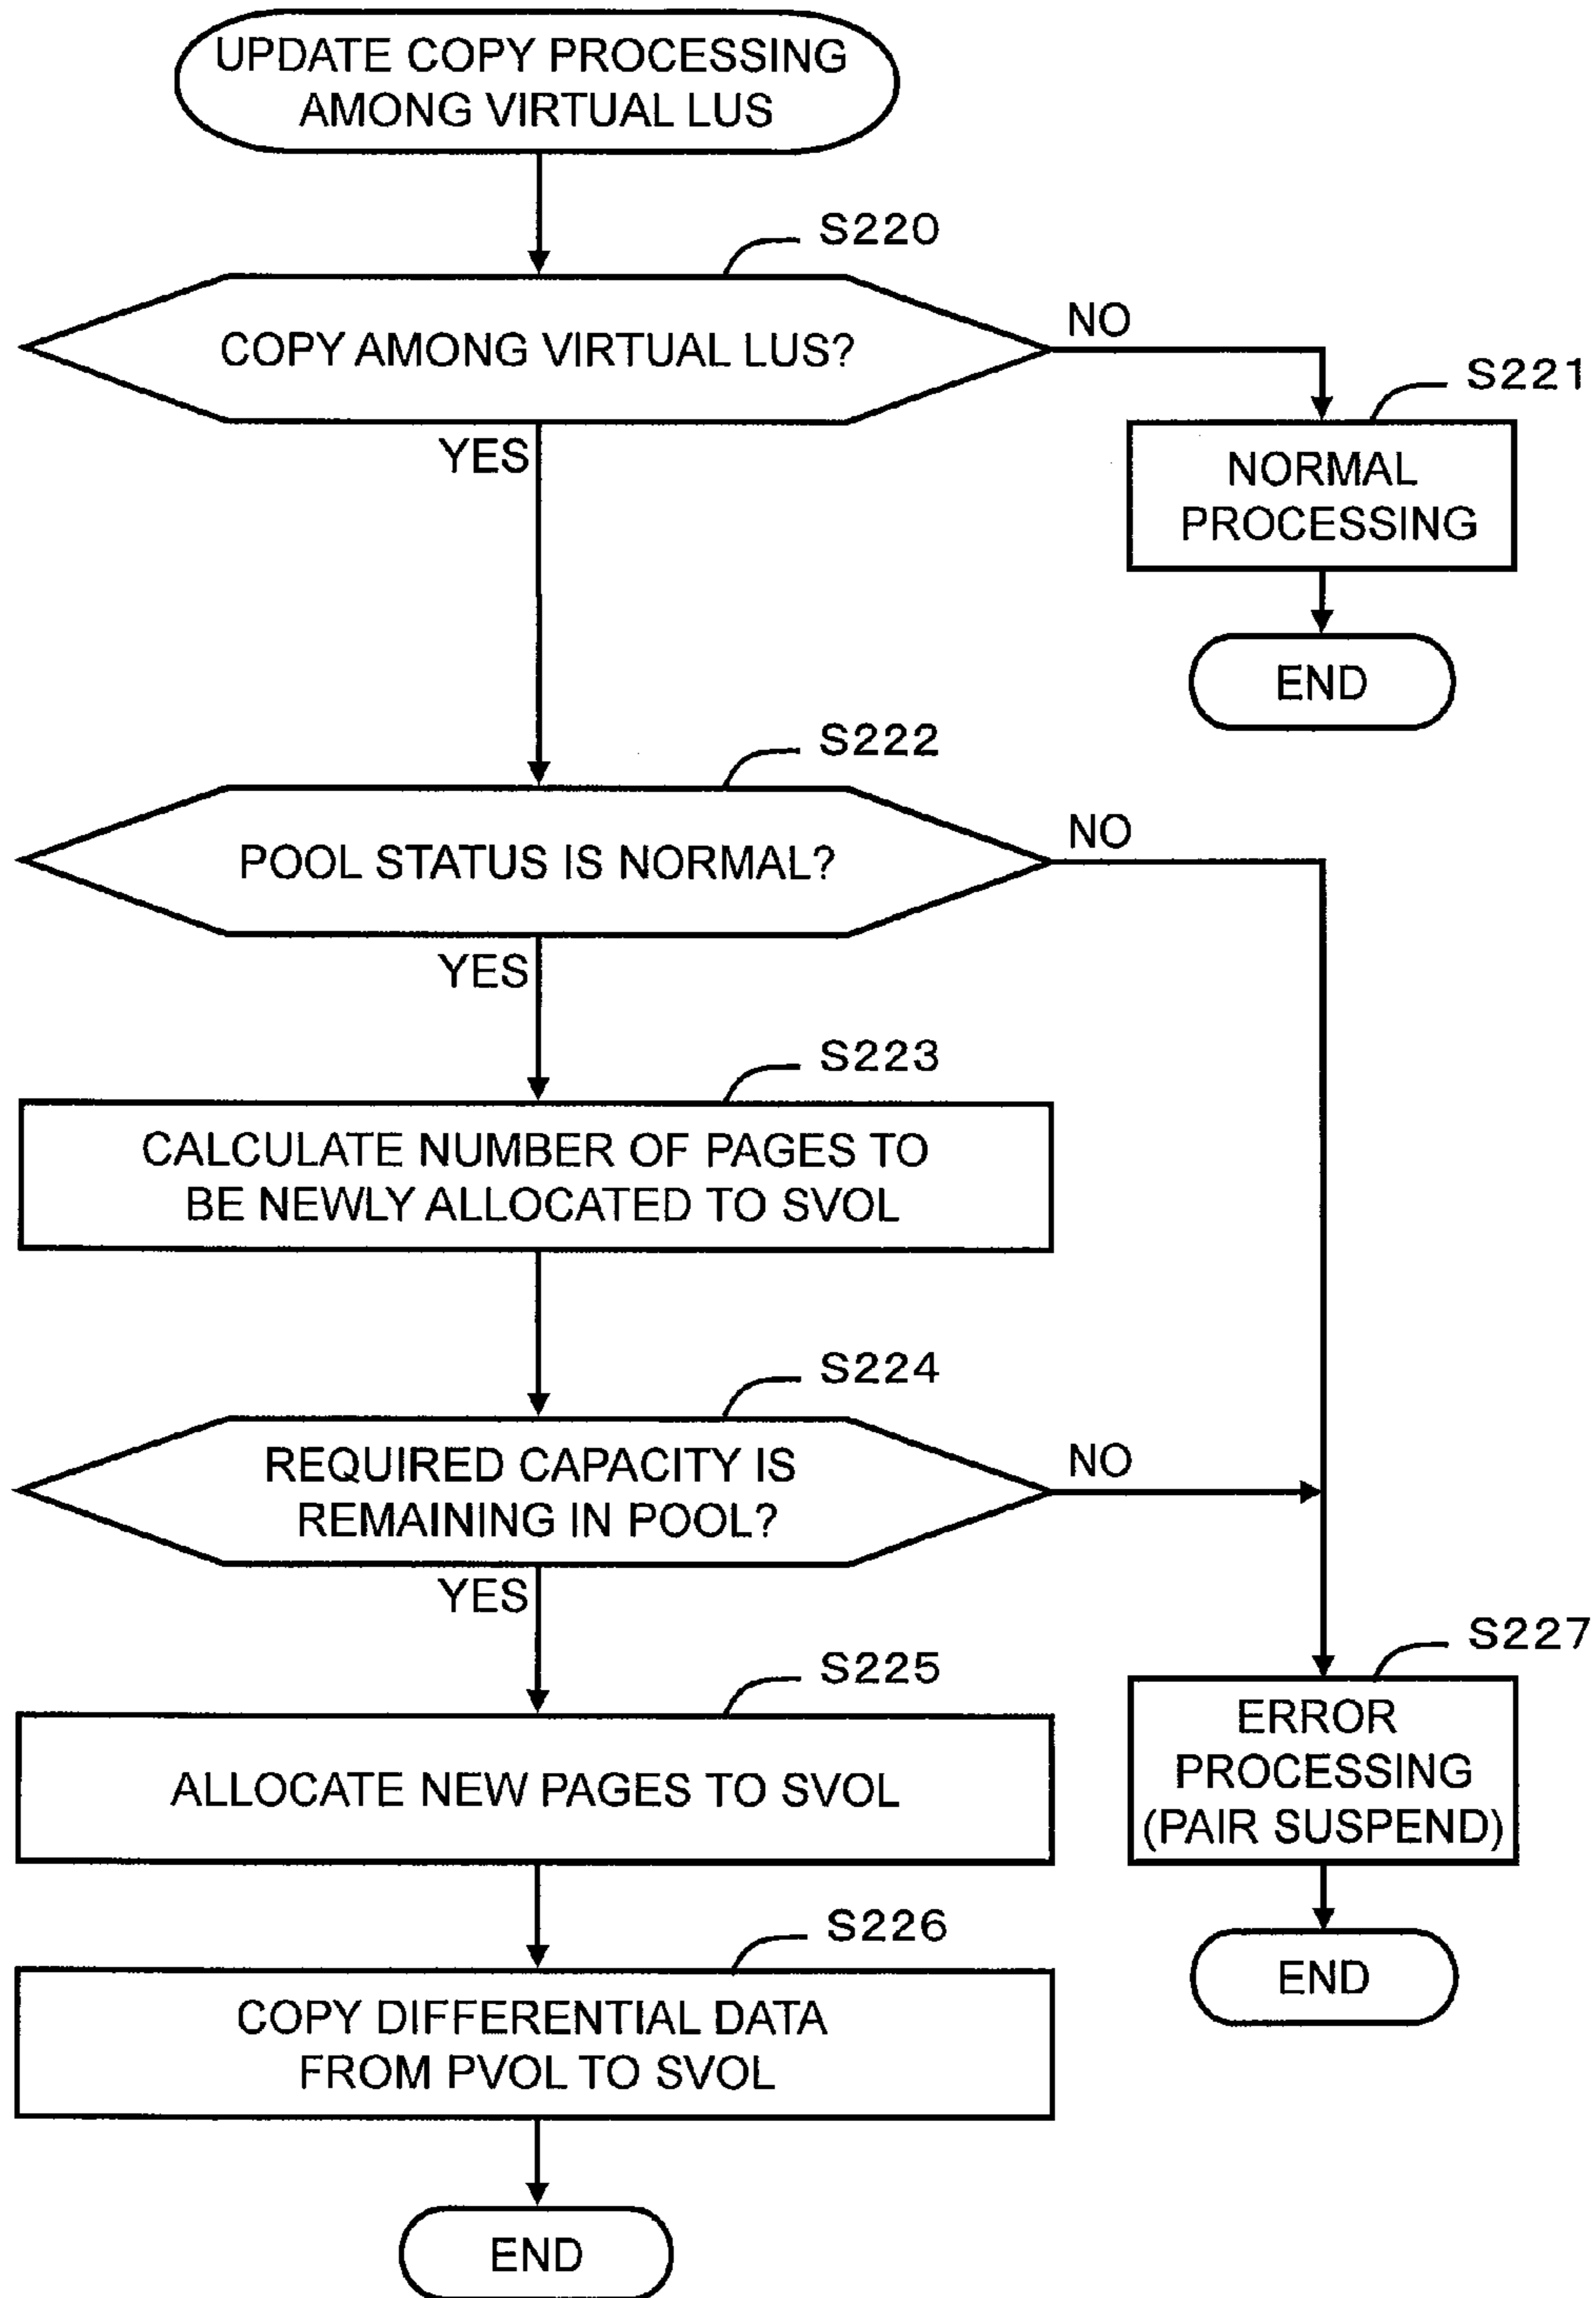 UPDATE COPY PROCESSING
AMONG VIRTUAL LUS
S220
COPY AMONG VIRTUAL LUS?
NO
S221
YES
NORMAL
PROCESSING
END
S222
POOL STATUS IS NORMAL?
NO
YES
S223
CALCULATE NUMBER OF PAGES TO
BE NEWLY ALLOCATED TO SVOL
S224
REQUIRED CAPACITY IS
REMAINING IN POOL?
NO
YES
S225
ALLOCATE NEW PAGES TO SVOL
S227
ERROR
PROCESSING
(PAIR SUSPEND)
END
S226
COPY DIFFERENTIAL DATA
FROM PVOL TO SVOL
END